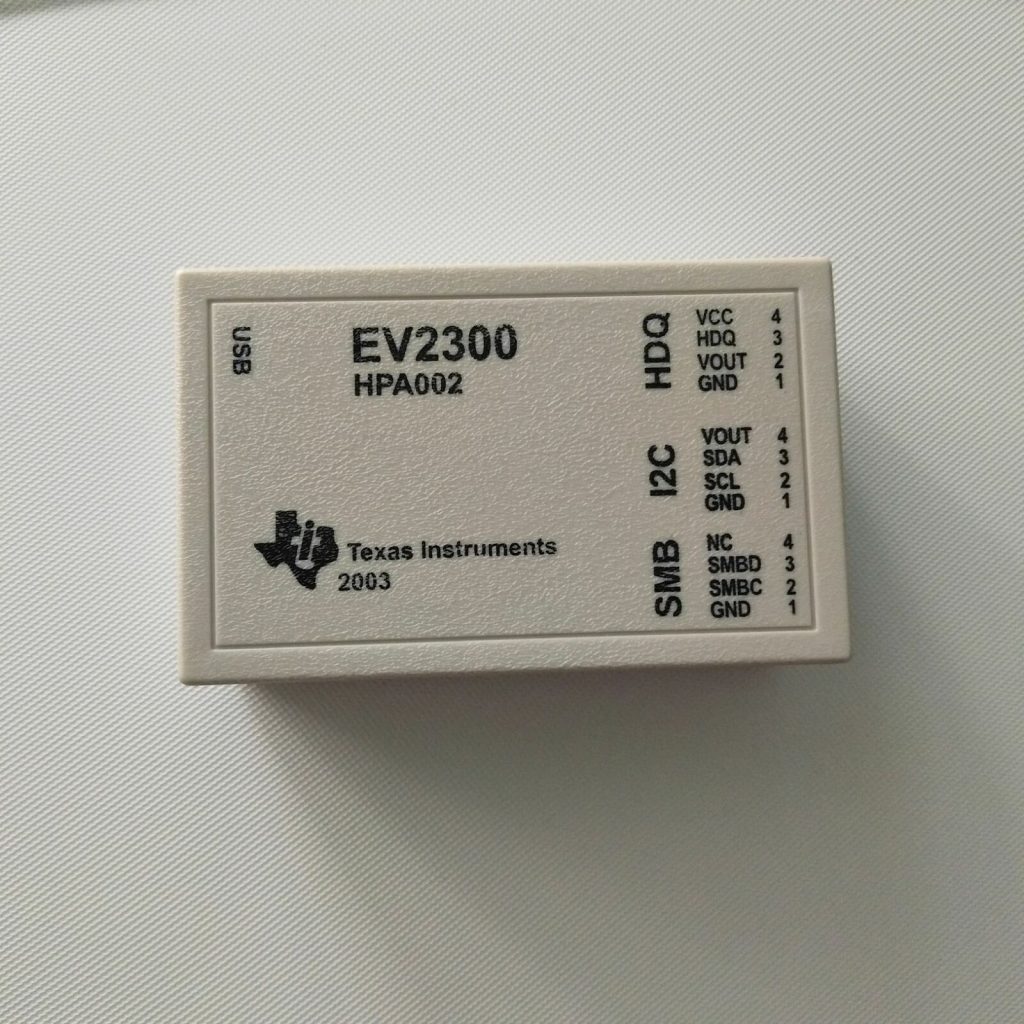 USB
EV2300
HPA002
ti Texas Instruments
2003
HDQ
VCC 4
HDQ 3
VOUT 2
GND 1
I2C
VOUT 4
SDA 3
SCL 2
GND 1
SMB
NC 4
SMBD 3
SMBC 2
GND 1